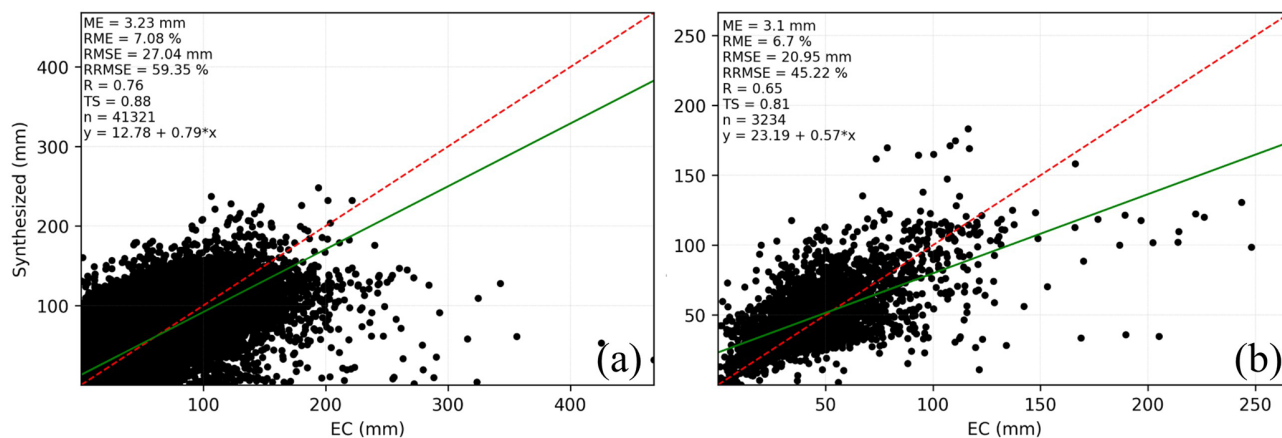 ME = 3.23 mm
RME = 7.08 %
RMSE = 27.04 mm
RRMSE = 59.35 %
R = 0.76
TS = 0.88
n = 41321
y = 12.78 + 0.79*x
400
300
200
100
Synthesized (mm)
100
200
300
400
EC (mm)
(a)
ME = 3.1 mm
RME = 6.7 %
RMSE = 20.95 mm
RRMSE = 45.22 %
R = 0.65
TS = 0.81
n = 3234
y = 23.19 + 0.57*x
250
200
150
100
50
50
100
150
200
250
EC (mm)
(b)